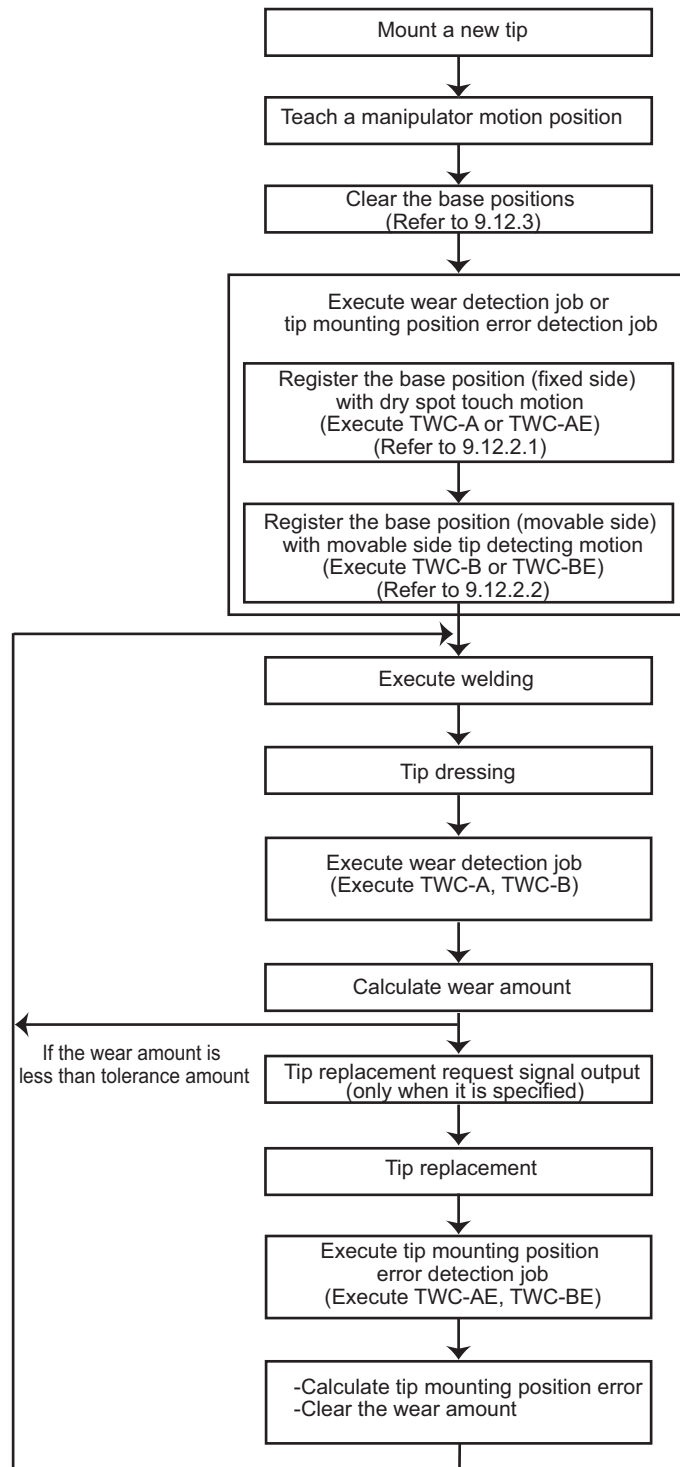 Mount a new tip
Teach a manipulator motion position
Clear the base positions
(Refer to 9.12.3)
Execute wear detection job or
tip mounting position error detection job
Register the base position (fixed side)
with dry spot touch motion
(Execute TWC-A or TWC-AE)
(Refer to 9.12.2.1)
Register the base position (movable side)
with movable side tip detecting motion
(Execute TWC-B or TWC-BE)
(Refer to 9.12.2.2)
Execute welding
Tip dressing
Execute wear detection job
(Execute TWC-A, TWC-B)
Calculate wear amount
If the wear amount is
less than tolerance amount
Tip replacement request signal output
(only when it is specified)
Tip replacement
Execute tip mounting position
error detection job
(Execute TWC-AE, TWC-BE)
-Calculate tip mounting position error
-Clear the wear amount